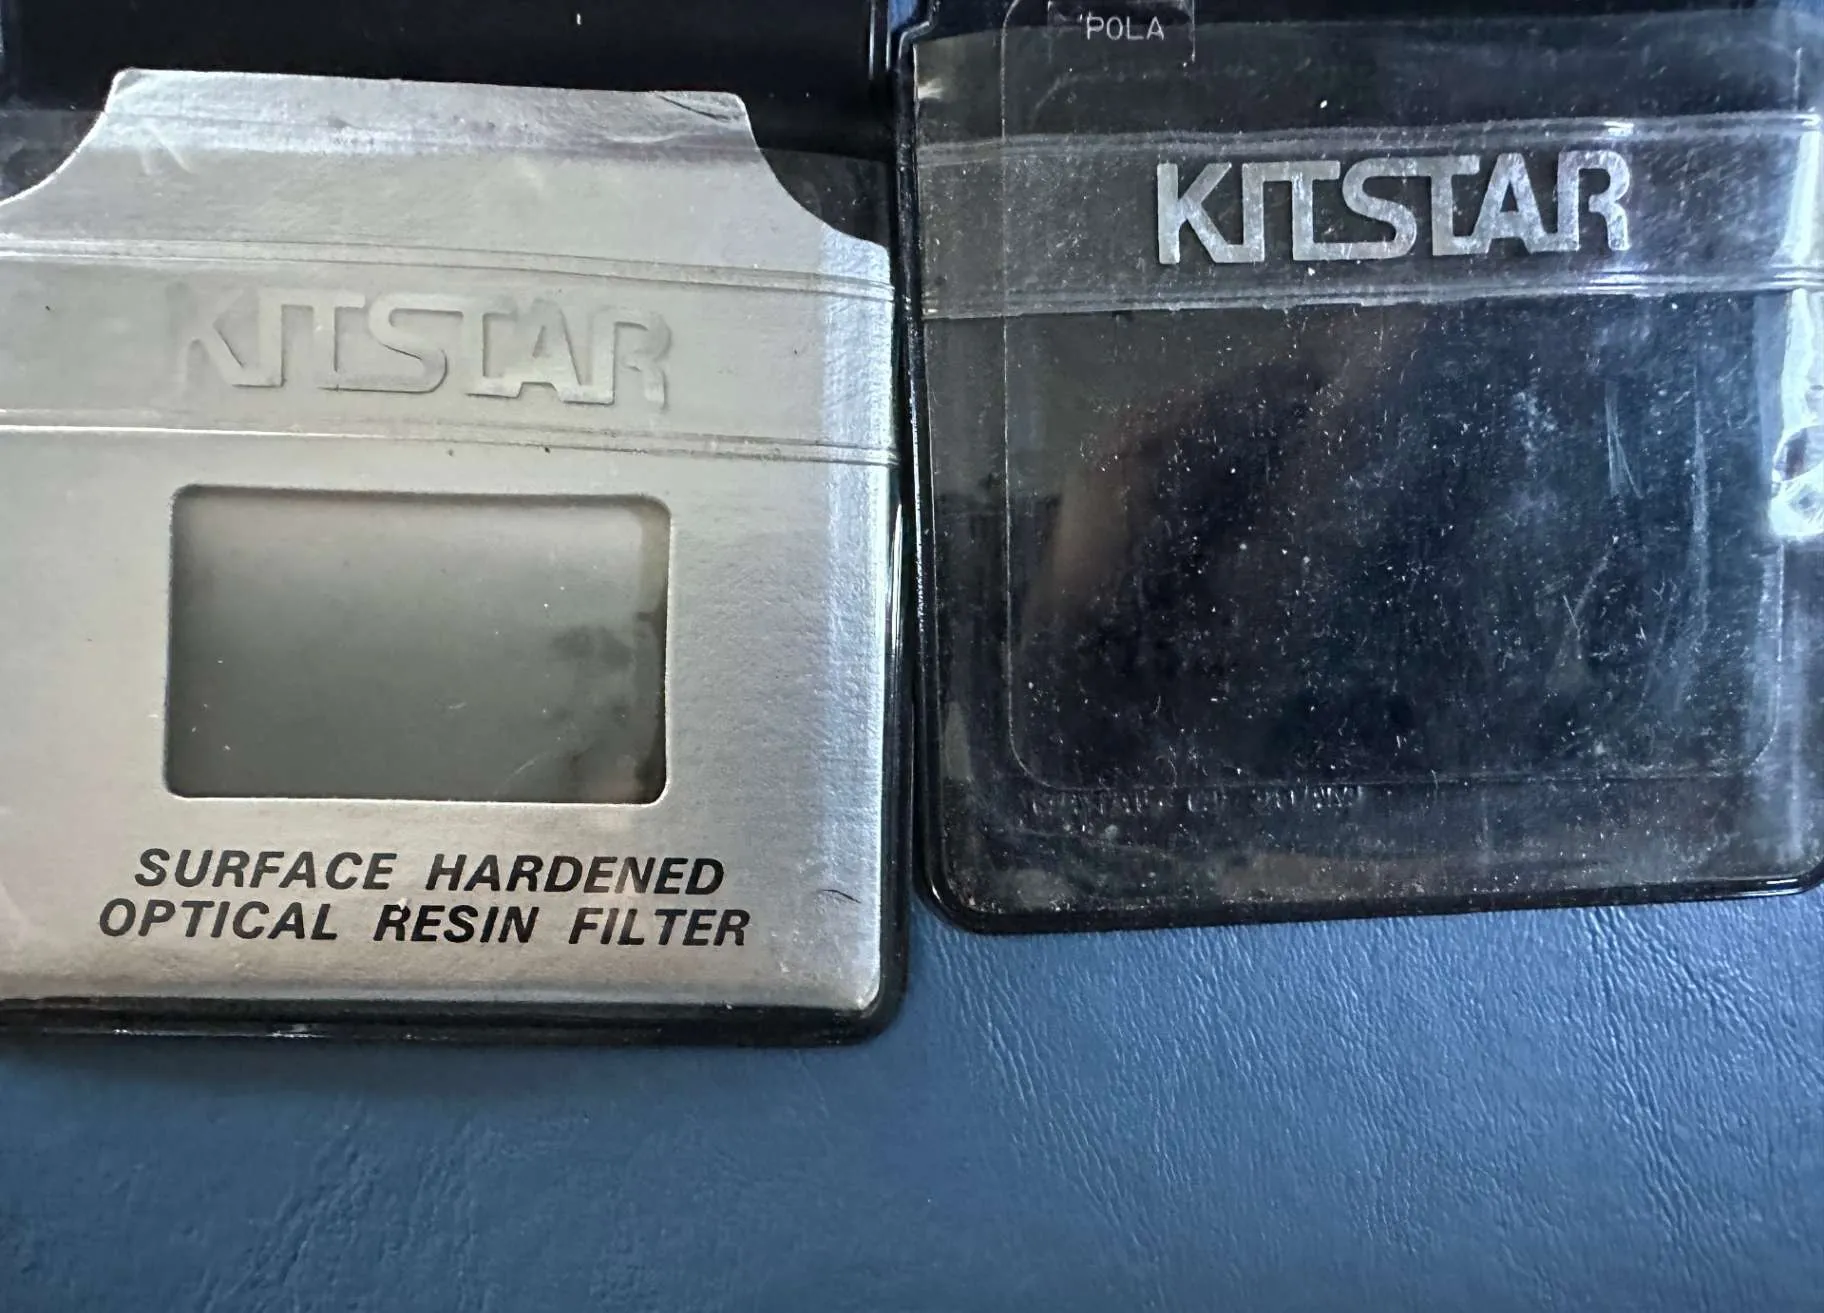 KITSTAR
SURFACE HARDENED
OPTICAL RESIN FILTER
POLA
KITSTAR